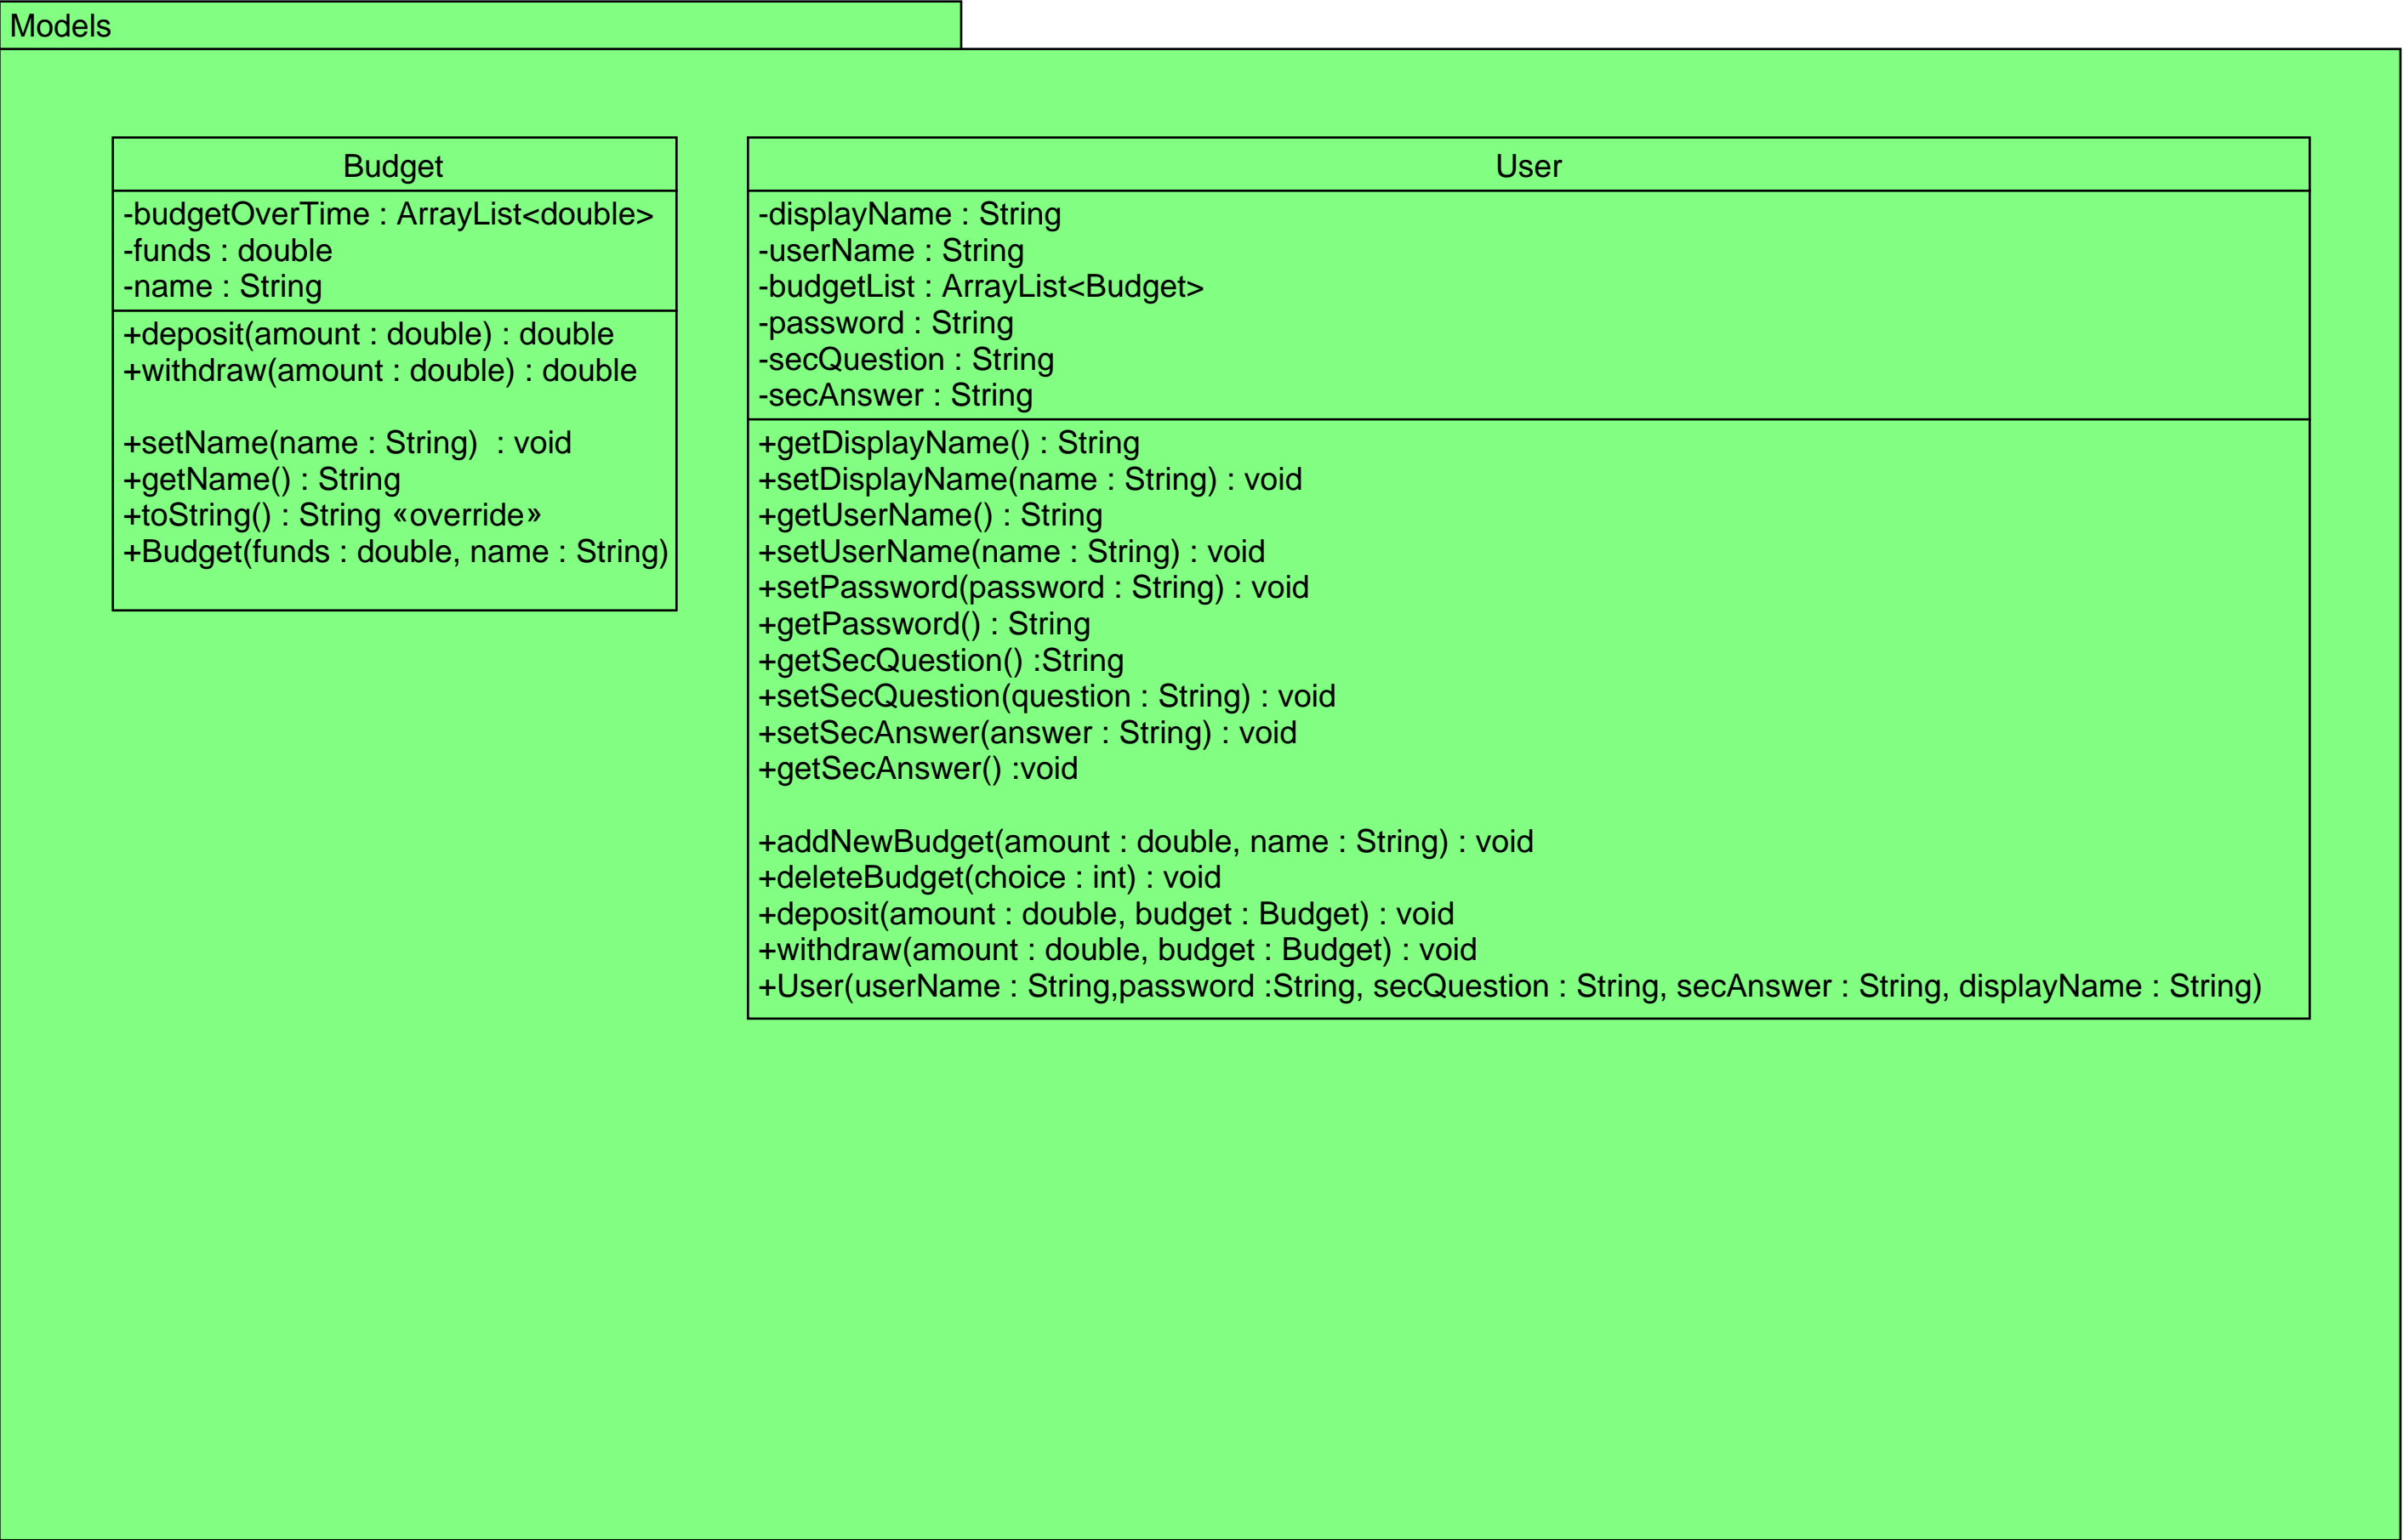 Models
Budget
-budgetOverTime : ArrayList<double>
-funds : double
-name : String
+deposit(amount : double) : double
+withdraw(amount : double) : double
+setName(name : String)  : void
+getName() : String
+toString() : String «override»
+Budget(funds : double, name : String)
User
-displayName : String
-userName : String
-budgetList : ArrayList<Budget>
-password : String
-secQuestion : String
-secAnswer : String
+getDisplayName() : String
+setDisplayName(name : String) : void
+getUserName() : String
+setUserName(name : String) : void
+setPassword(password : String) : void
+getPassword() : String
+getSecQuestion() :String
+setSecQuestion(question : String) : void
+setSecAnswer(answer : String) : void
+getSecAnswer() :void
+addNewBudget(amount : double, name : String) : void
+deleteBudget(choice : int) : void
+deposit(amount : double, budget : Budget) : void
+withdraw(amount : double, budget : Budget) : void
+User(userName : String,password :String, secQuestion : String, secAnswer : String, displayName : String)